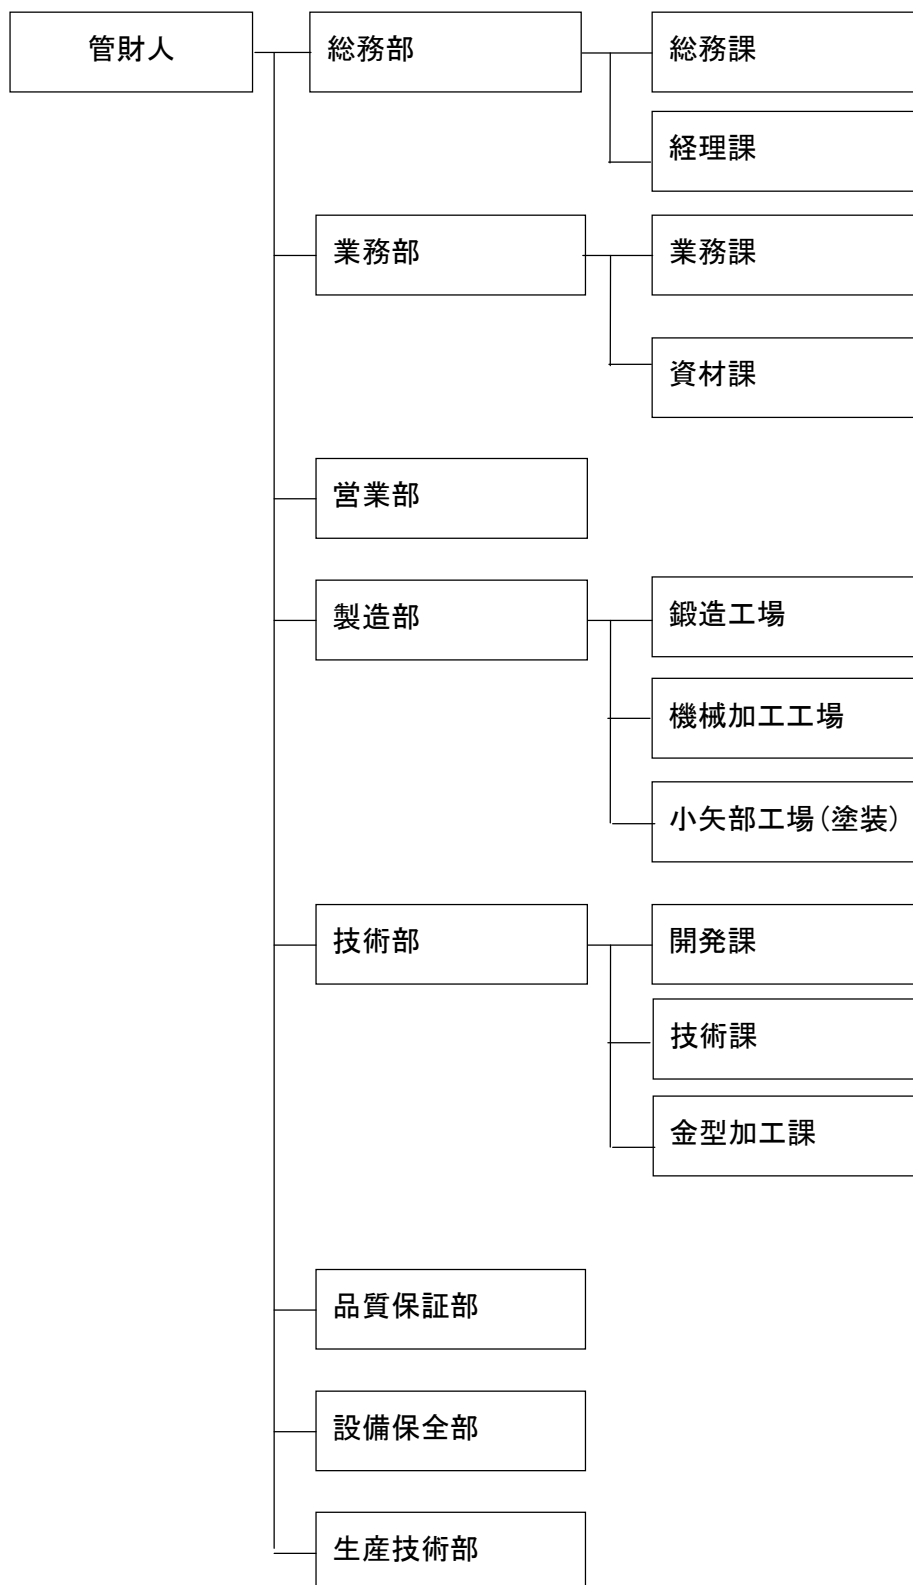 管財人
総務部
総務課
経理課
業務部
業務課
資材課
営業部
製造部
鍛造工場
機械加工工場
小矢部工場(塗装)
技術部
開発課
技術課
金型加工課
品質保証部
設備保全部
生産技術部